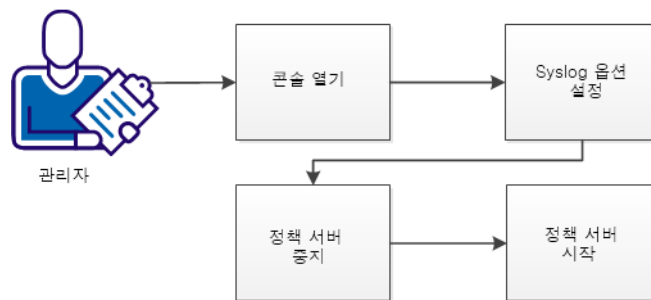 관리자
콘솔 열기
Syslog 옵션
설정
정책 서버
중지
정책 서버
시작